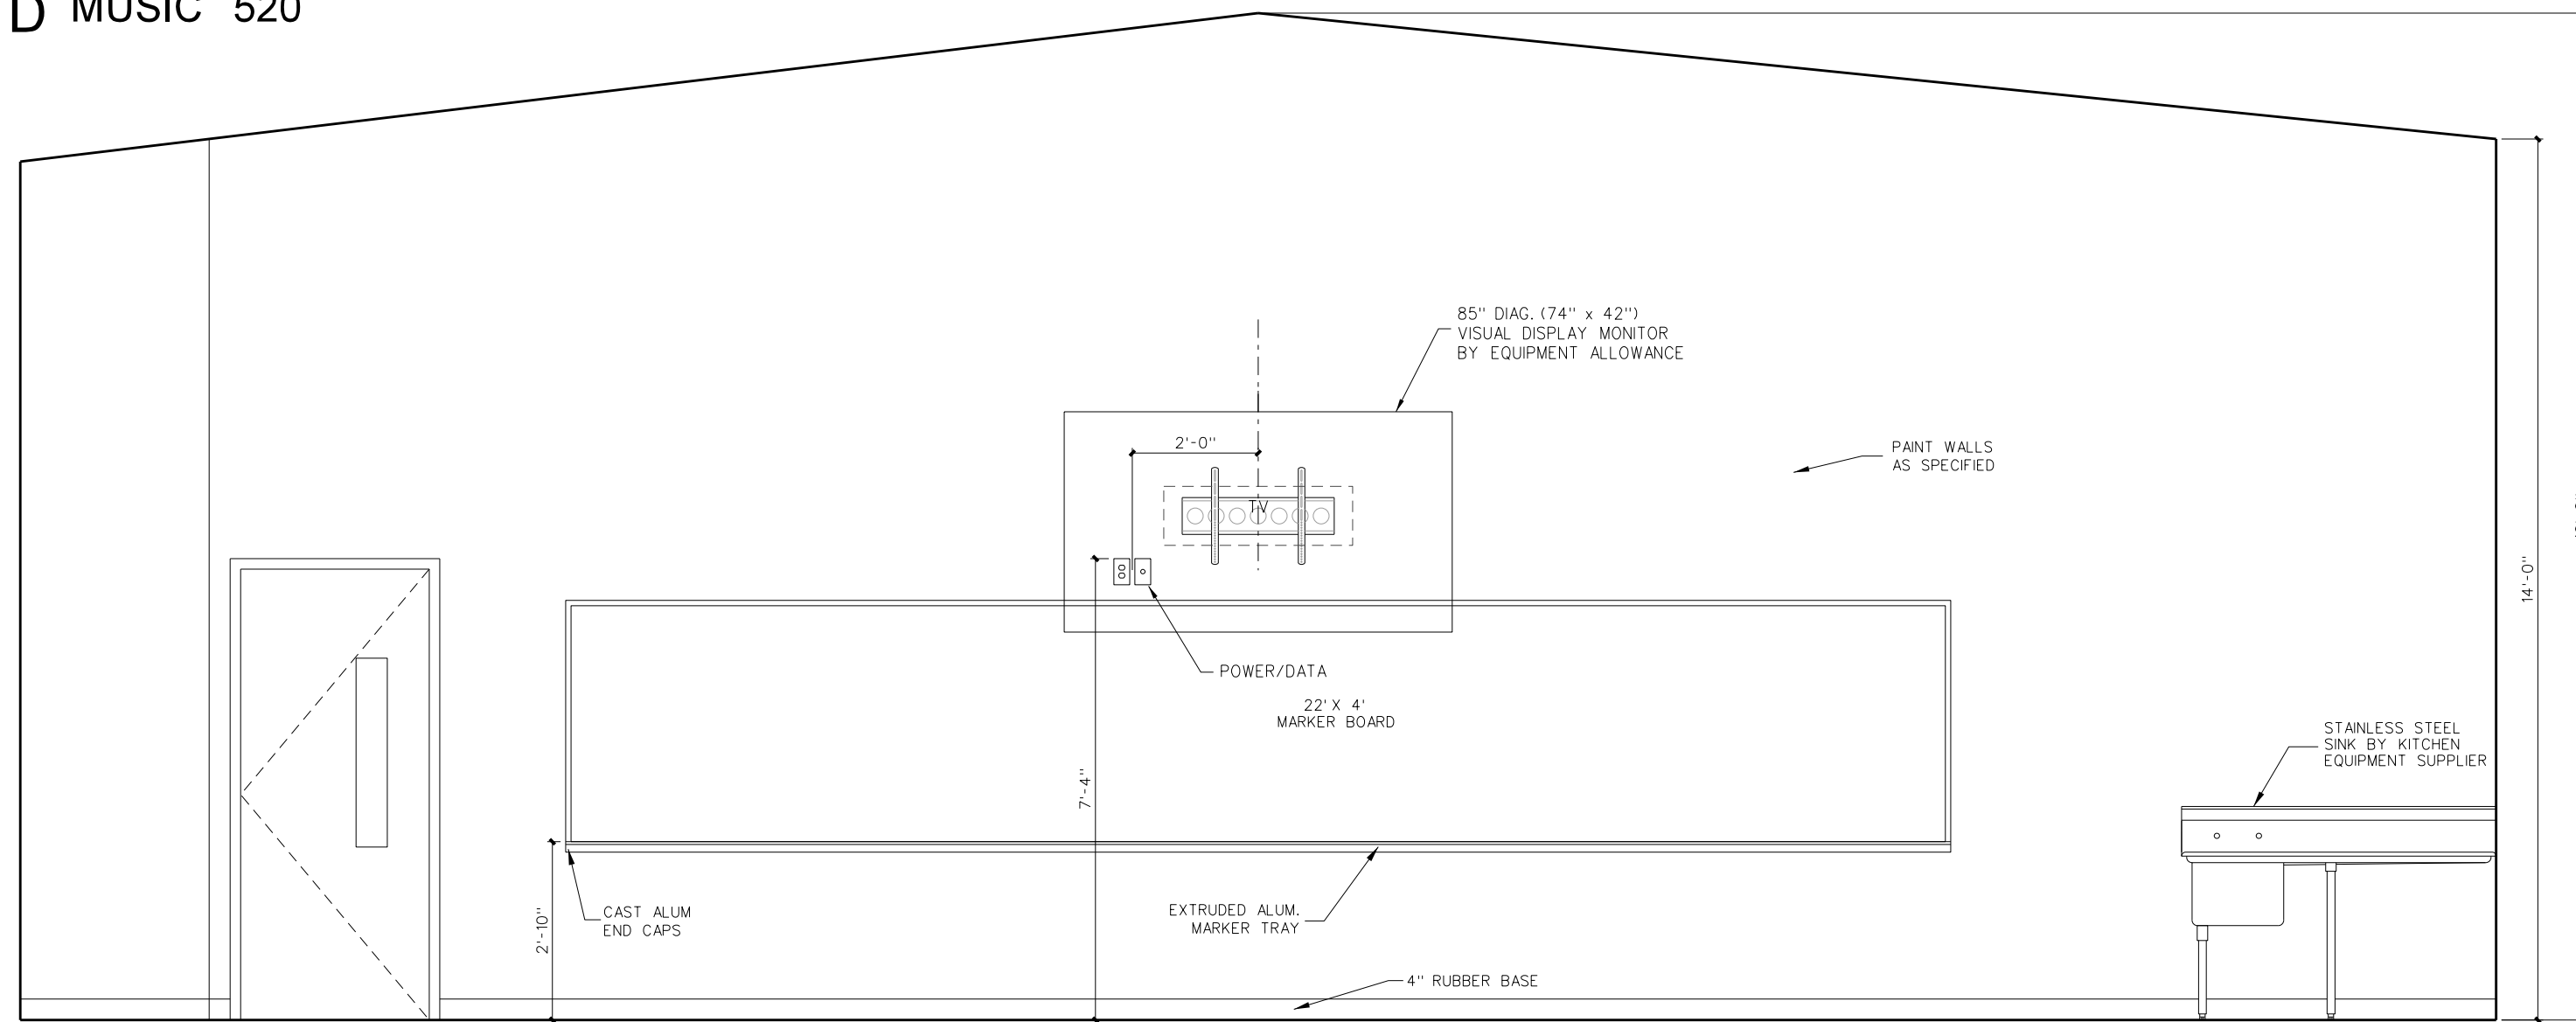 D MUSIC 520
85" DIAG. (74" x 42")
VISUAL DISPLAY MONITOR
BY EQUIPMENT ALLOWANCE
2'-0"
PAINT WALLS
AS SPECIFIED
TV
14'-0"
POWER/DATA
22' X 4'
MARKER BOARD
7'-4"
STAINLESS STEEL
SINK BY KITCHEN
EQUIPMENT SUPPLIER
2'-10"
CAST ALUM
END CAPS
EXTRUDED ALUM.
MARKER TRAY
4" RUBBER BASE